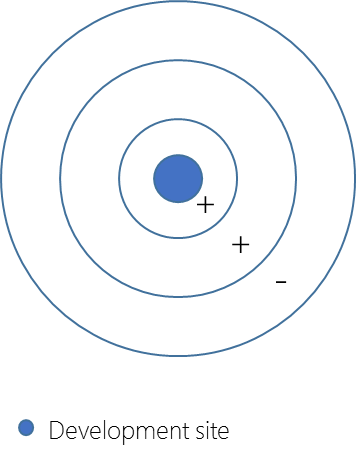 +
+
-
Development site